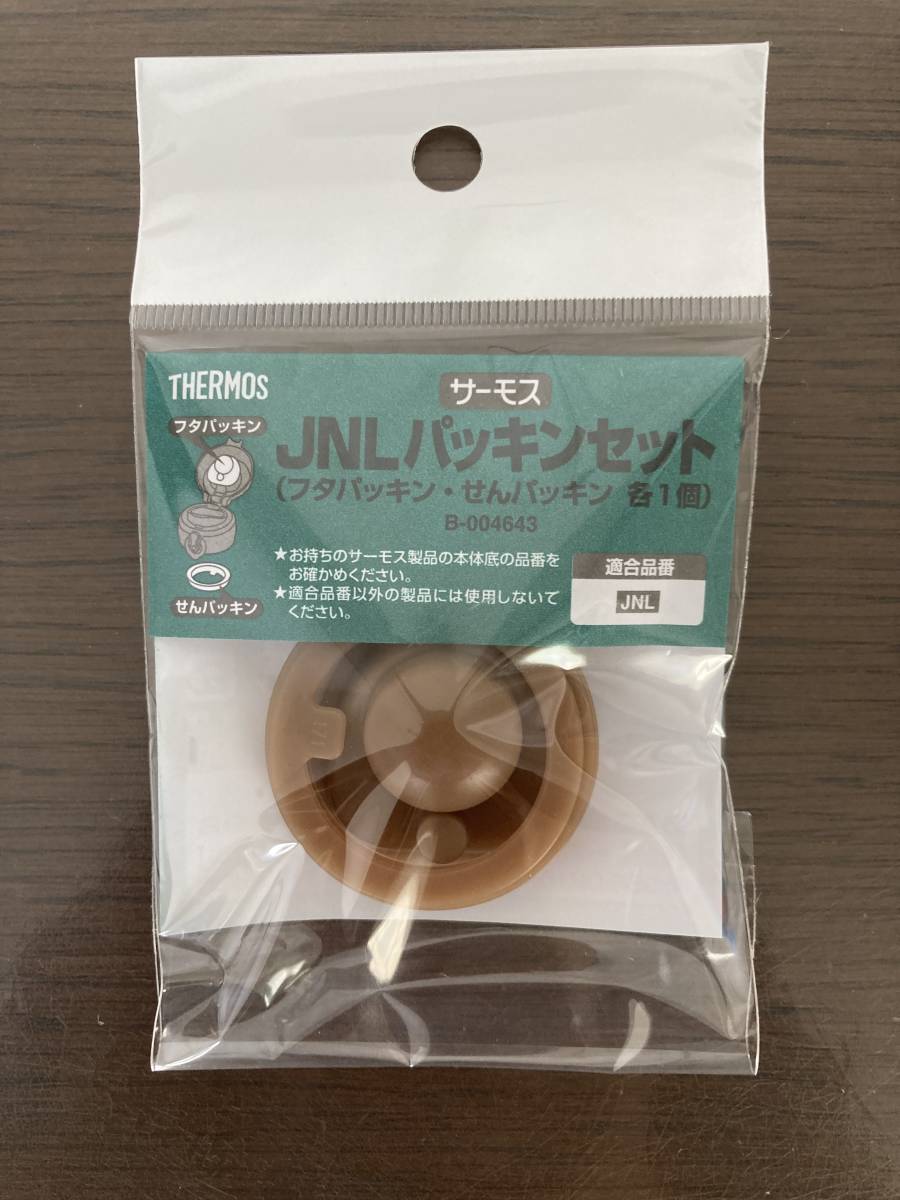 THERMOS
サーモス
フタパッキン
JNLパッキンセット
(フタパッキン・せんパッキン 各1個)
B-004643
★お持ちのサーモス製品の本体底の品番を
お確かめください。
★適合品番以外の製品には使用しないで
ください。
適合品番
JNL
せんパッキン